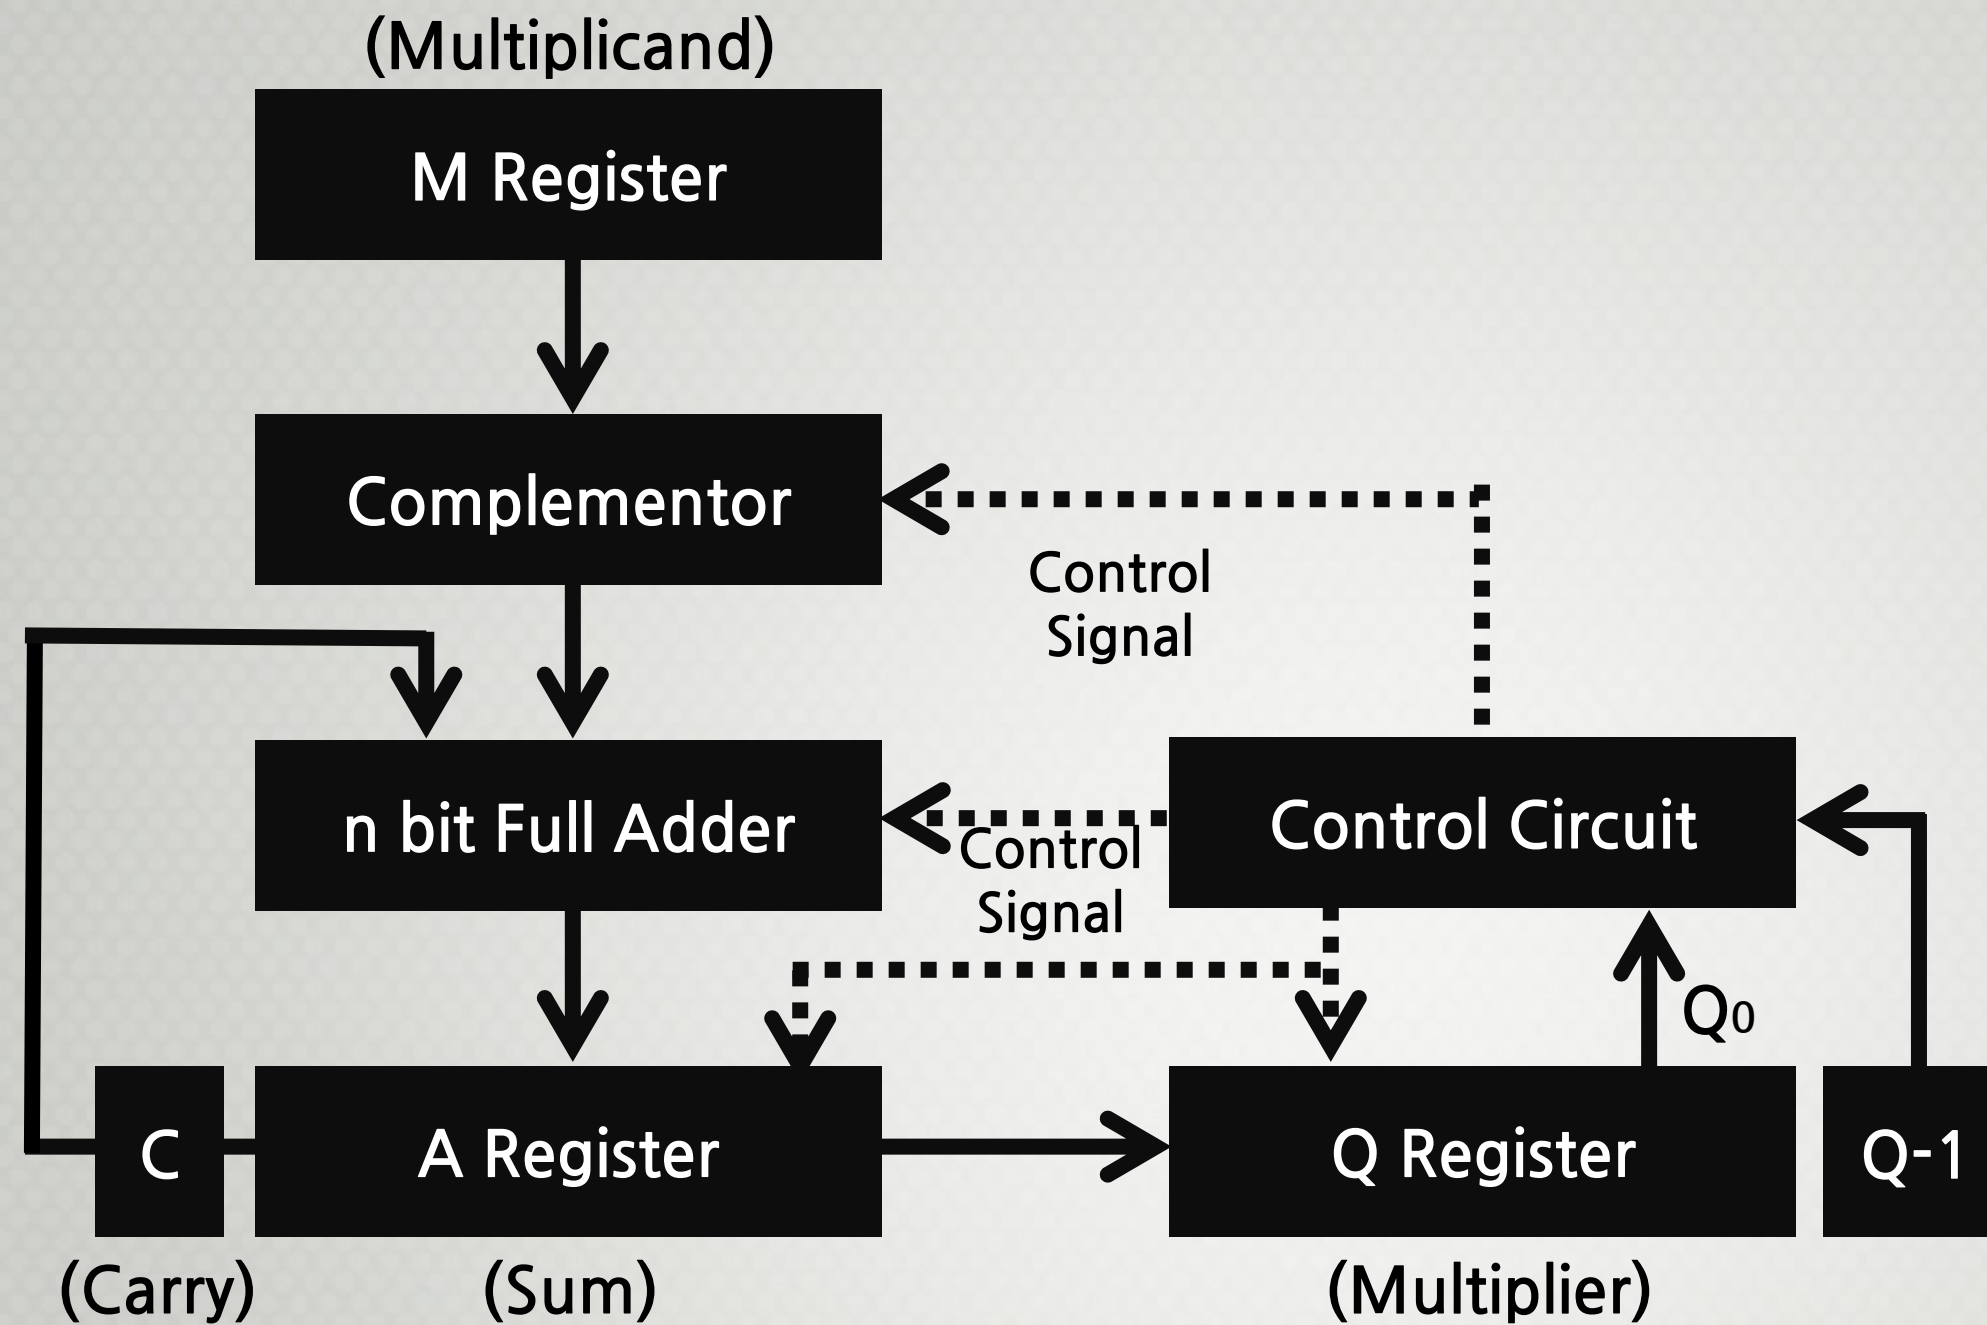 (Multiplicand)
M Register
Complementor
Control
Signal
n bit Full Adder
Control
Signal
Control Circuit
Q0
C
A Register
Q Register
Q-1
(Carry)
(Sum)
(Multiplier)